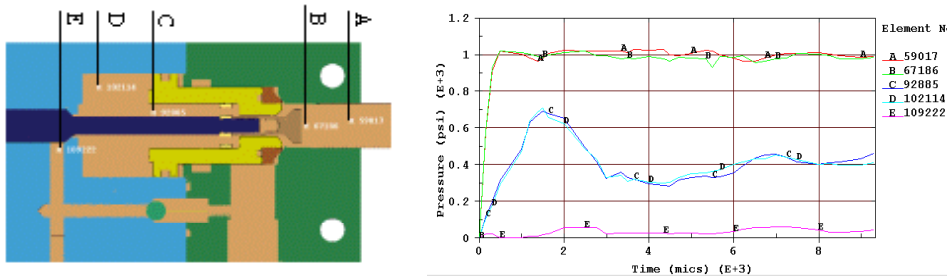 E D C B A
102114
92885
67186
59017
109222
Pressure (psi) (E+3)
1.2
1
0.8
0.6
0.4
0.2
0
0 2 4 6 8
Time (mics) (E+3)
A A A A A
B B B B B
C C C C C C
D D D D D D
E E E E E E
Element No
A 59017
B 67186
C 92885
D 102114
E 109222